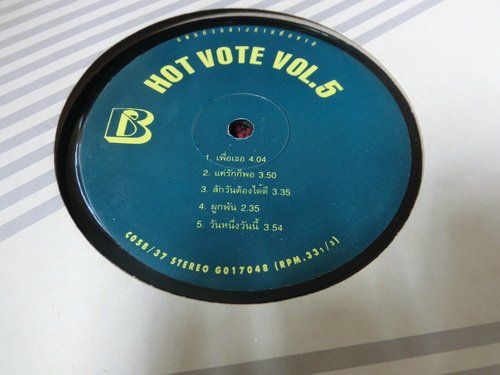 HOT VOTE VOL.5
B
1. เพื่อเธอ 4.04
2. แค่รักก็พอ 3.50
3. สักวันต้องได้ดี 3.35
4. ผูกพัน 2.35
5. วันหนึ่งวันนี้ 3.54
C058/37 STEREO G017048 (RPM.33 1/3)